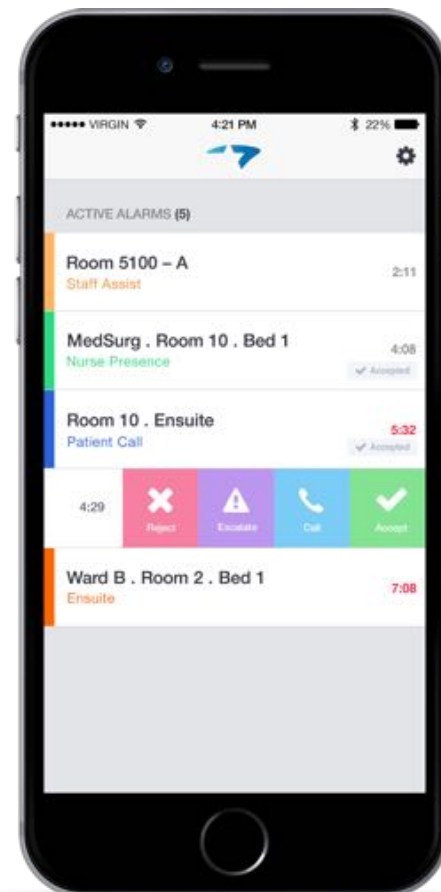 VIRGIN 4:21 PM 22%
ACTIVE ALARMS (5)
Room 5100 – A
Staff Assist
2:11
MedSurg . Room 10 . Bed 1
Nurse Presence
4:08
Accepted
Room 10 . Ensuite
Patient Call
5:32
Accepted
4:29
Reject
Escalate
Call
Accept
Ward B . Room 2 . Bed 1
Ensuite
7:08